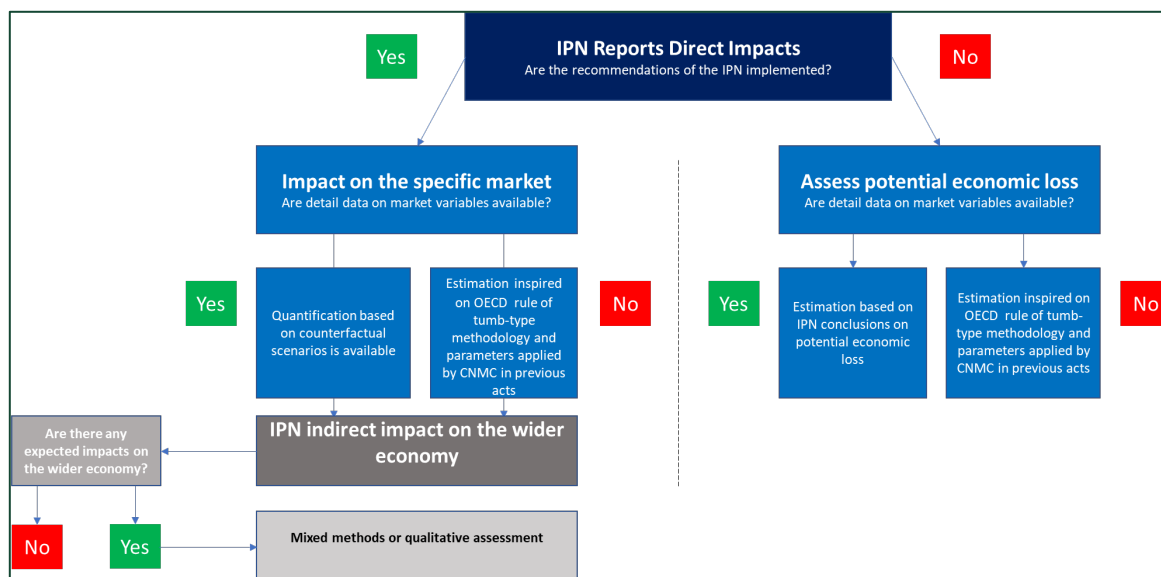 IPN Reports Direct Impacts
Are the recommendations of the IPN implemented?
Yes
No
Impact on the specific market
Are detail data on market variables available?
Assess potential economic loss
Are detail data on market variables available?
Yes
Quantification based
on counterfactual
scenarios is available
Estimation inspired
on OECD rule of
tumb-type
methodology and
parameters applied
by CNMC in previous
acts
No
Yes
Estimation based on
IPN conclusions on
potential economic
loss
Estimation inspired on
OECD rule of tumb-
type methodology
and parameters
applied by
CNMC in previous acts
No
IPN indirect impact on the wider
economy
Are there any
expected impacts on
the wider economy?
No
Yes
Mixed methods or qualitative assessment